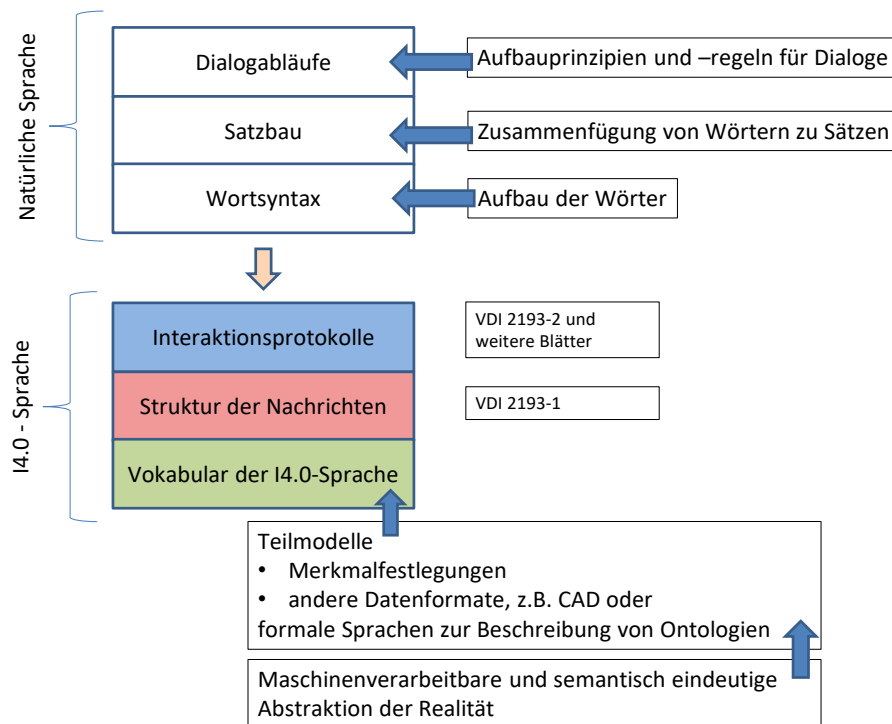 Natürliche Sprache
Dialogabläufe
Aufbauprinzipien und –regeln für Dialoge
Satzbau
Zusammenfügung von Wörtern zu Sätzen
Wortsyntax
Aufbau der Wörter
I4.0 - Sprache
Interaktionsprotokolle
VDI 2193-2 und
weitere Blätter
Struktur der Nachrichten
VDI 2193-1
Vokabular der I4.0-Sprache
Teilmodelle
• Merkmalfestlegungen
• andere Datenformate, z.B. CAD oder
formale Sprachen zur Beschreibung von Ontologien
Maschinenverarbeitbare und semantisch eindeutige
Abstraktion der Realität